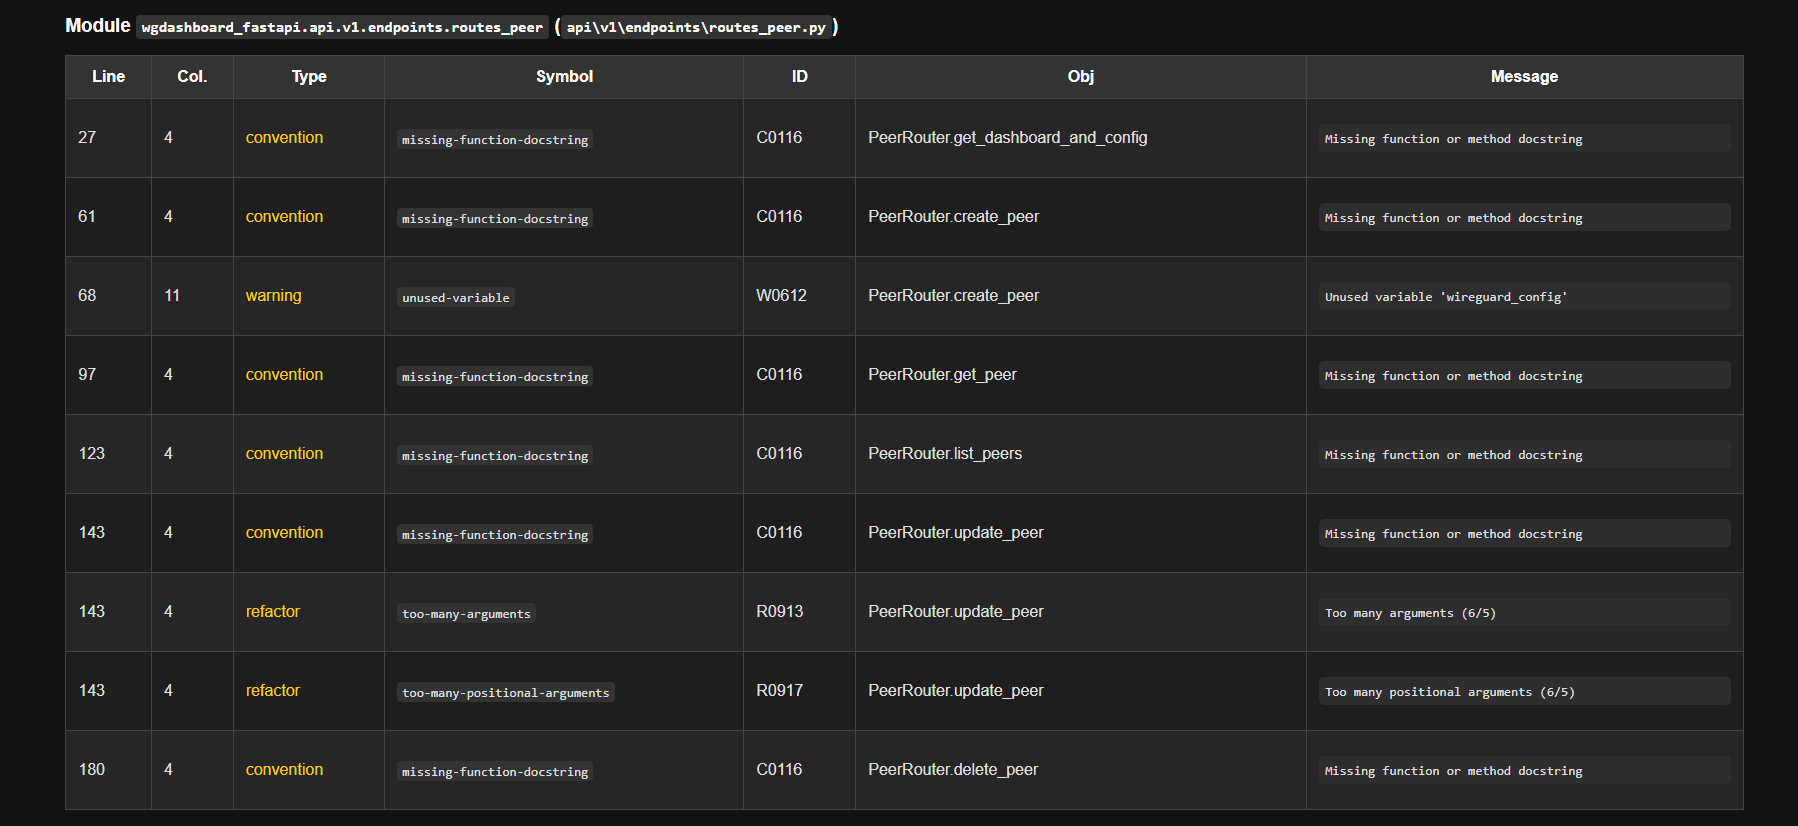 Module wgdashboard_fastapi.api.v1.endpoints.routes_peer (api\v1\endpoints\routes_peer.py)
Line Col. Type Symbol ID Obj Message
27 4 convention missing-function-docstring C0116 PeerRouter.get_dashboard_and_config Missing function or method docstring
61 4 convention missing-function-docstring C0116 PeerRouter.create_peer Missing function or method docstring
68 11 warning unused-variable W0612 PeerRouter.create_peer Unused variable 'wireguard_config'
97 4 convention missing-function-docstring C0116 PeerRouter.get_peer Missing function or method docstring
123 4 convention missing-function-docstring C0116 PeerRouter.list_peers Missing function or method docstring
143 4 convention missing-function-docstring C0116 PeerRouter.update_peer Missing function or method docstring
143 4 refactor too-many-arguments R0913 PeerRouter.update_peer Too many arguments (6/5)
143 4 refactor too-many-positional-arguments R0917 PeerRouter.update_peer Too many positional arguments (6/5)
180 4 convention missing-function-docstring C0116 PeerRouter.delete_peer Missing function or method docstring